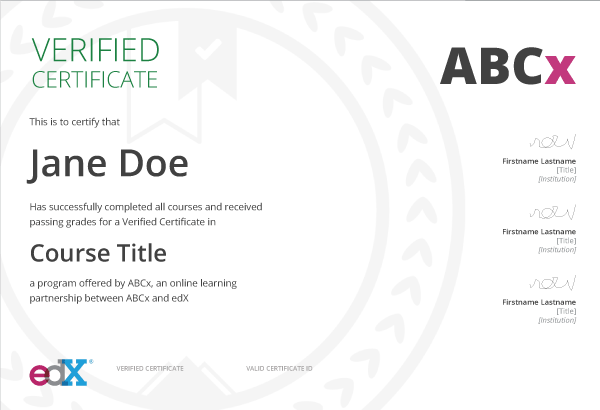 VERIFIED
CERTIFICATE
ABCx
This is to certify that
Jane Doe
Has successfully completed all courses and received
passing grades for a Verified Certificate in
Course Title
a program offered by ABCx, an online learning
partnership between ABCx and edX
Firstname Lastname
[Title]
[Institution]
Firstname Lastname
[Title]
[Institution]
Firstname Lastname
[Title]
[Institution]
edX®
VERIFIED CERTIFICATE
VALID CERTIFICATE ID